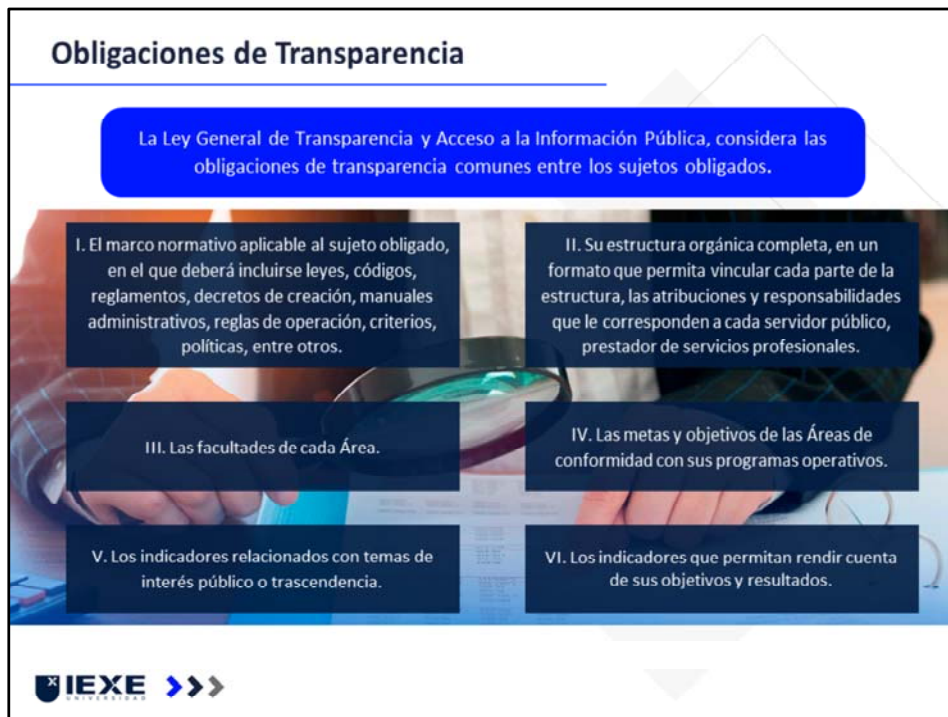 Obligaciones de Transparencia
La Ley General de Transparencia y Acceso a la Información Pública, considera las
obligaciones de transparencia comunes entre los sujetos obligados.
I. El marco normativo aplicable al sujeto obligado,
en el que deberá incluirse leyes, códigos,
reglamentos, decretos de creación, manuales
administrativos, reglas de operación, criterios,
políticas, entre otros.
II. Su estructura orgánica completa, en un
formato que permita vincular cada parte de la
estructura, las atribuciones y responsabilidades
que le corresponden a cada servidor público,
prestador de servicios profesionales.
III. Las facultades de cada Área.
IV. Las metas y objetivos de las Áreas de
conformidad con sus programas operativos.
V. Los indicadores relacionados con temas de
interés público o trascendencia.
VI. Los indicadores que permitan rendir cuenta
de sus objetivos y resultados.
IEXE
UNIVERSIDAD